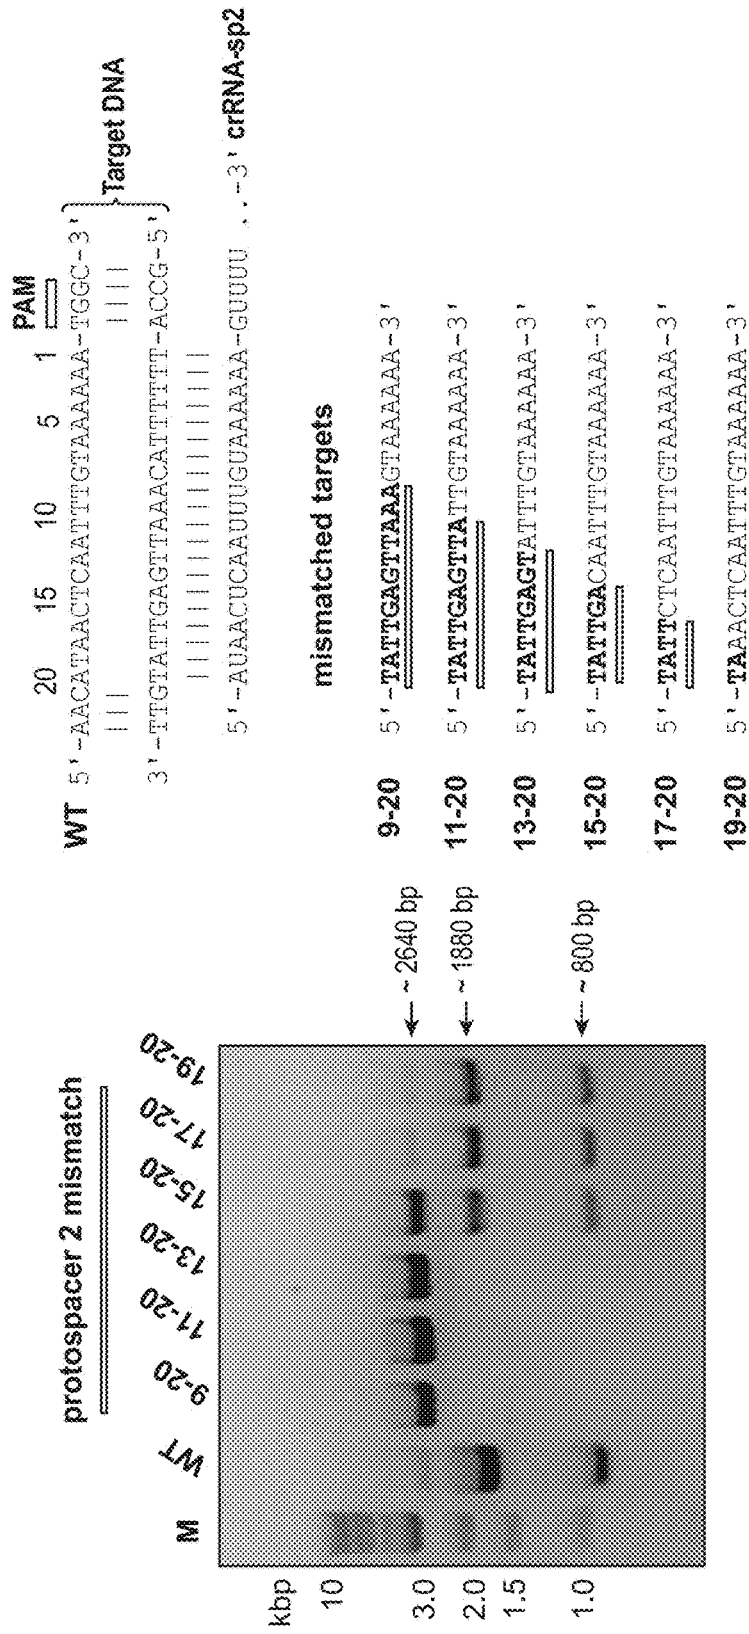 protospacer 2 mismatch
M WT 9-20 11-20 13-20 15-20 17-20 19-20
kbp
10
3.0
2.0
1.5
1.0
~ 2640 bp
~ 1880 bp
~ 800 bp
20 15 10 5 1 PAM
WT 5'-AACATAACTCAATTTGTAAAAAA-TGGC-3'
3'-TTGTATTGAGTTAAACATTTTTT-ACCG-5'
Target DNA
5'-AUAACUCAAUUUGUAAAAAA-GUUUU ..-3' crRNA-sp2
mismatched targets
9-20 5'-TATTGAGTTAAAGTAAAAAA-3'
11-20 5'-TATTGAGTTATTGTAAAAAA-3'
13-20 5'-TATTGAGTATTTGTAAAAAA-3'
15-20 5'-TATTGACAATTTGTAAAAAA-3'
17-20 5'-TATTCTCAATTTGTAAAAAA-3'
19-20 5'-TAAACTCAATTTGTAAAAAA-3'